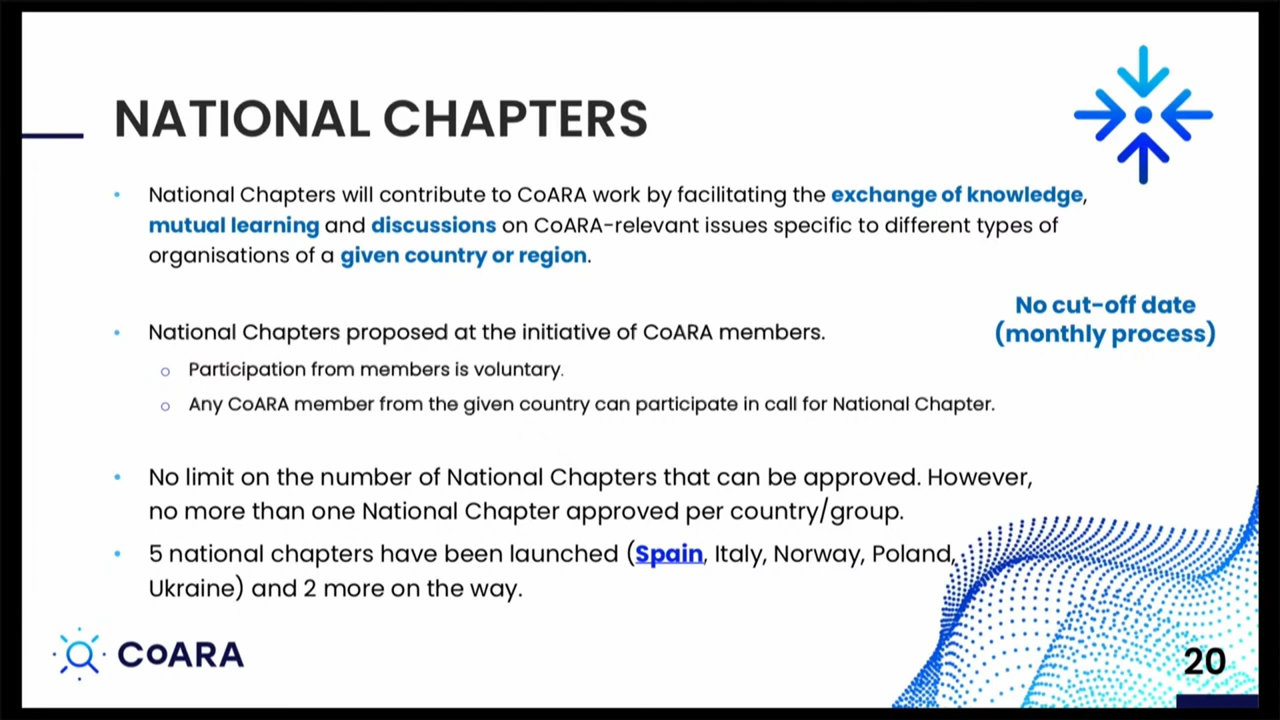 NATIONAL CHAPTERS
• National Chapters will contribute to CoARA work by facilitating the exchange of knowledge,
mutual learning and discussions on CoARA-relevant issues specific to different types of
organisations of a given country or region.
No cut-off date
(monthly process)
• National Chapters proposed at the initiative of CoARA members.
o Participation from members is voluntary.
o Any CoARA member from the given country can participate in call for National Chapter.
• No limit on the number of National Chapters that can be approved. However,
no more than one National Chapter approved per country/group.
• 5 national chapters have been launched (Spain, Italy, Norway, Poland,
Ukraine) and 2 more on the way.
CoARA
20